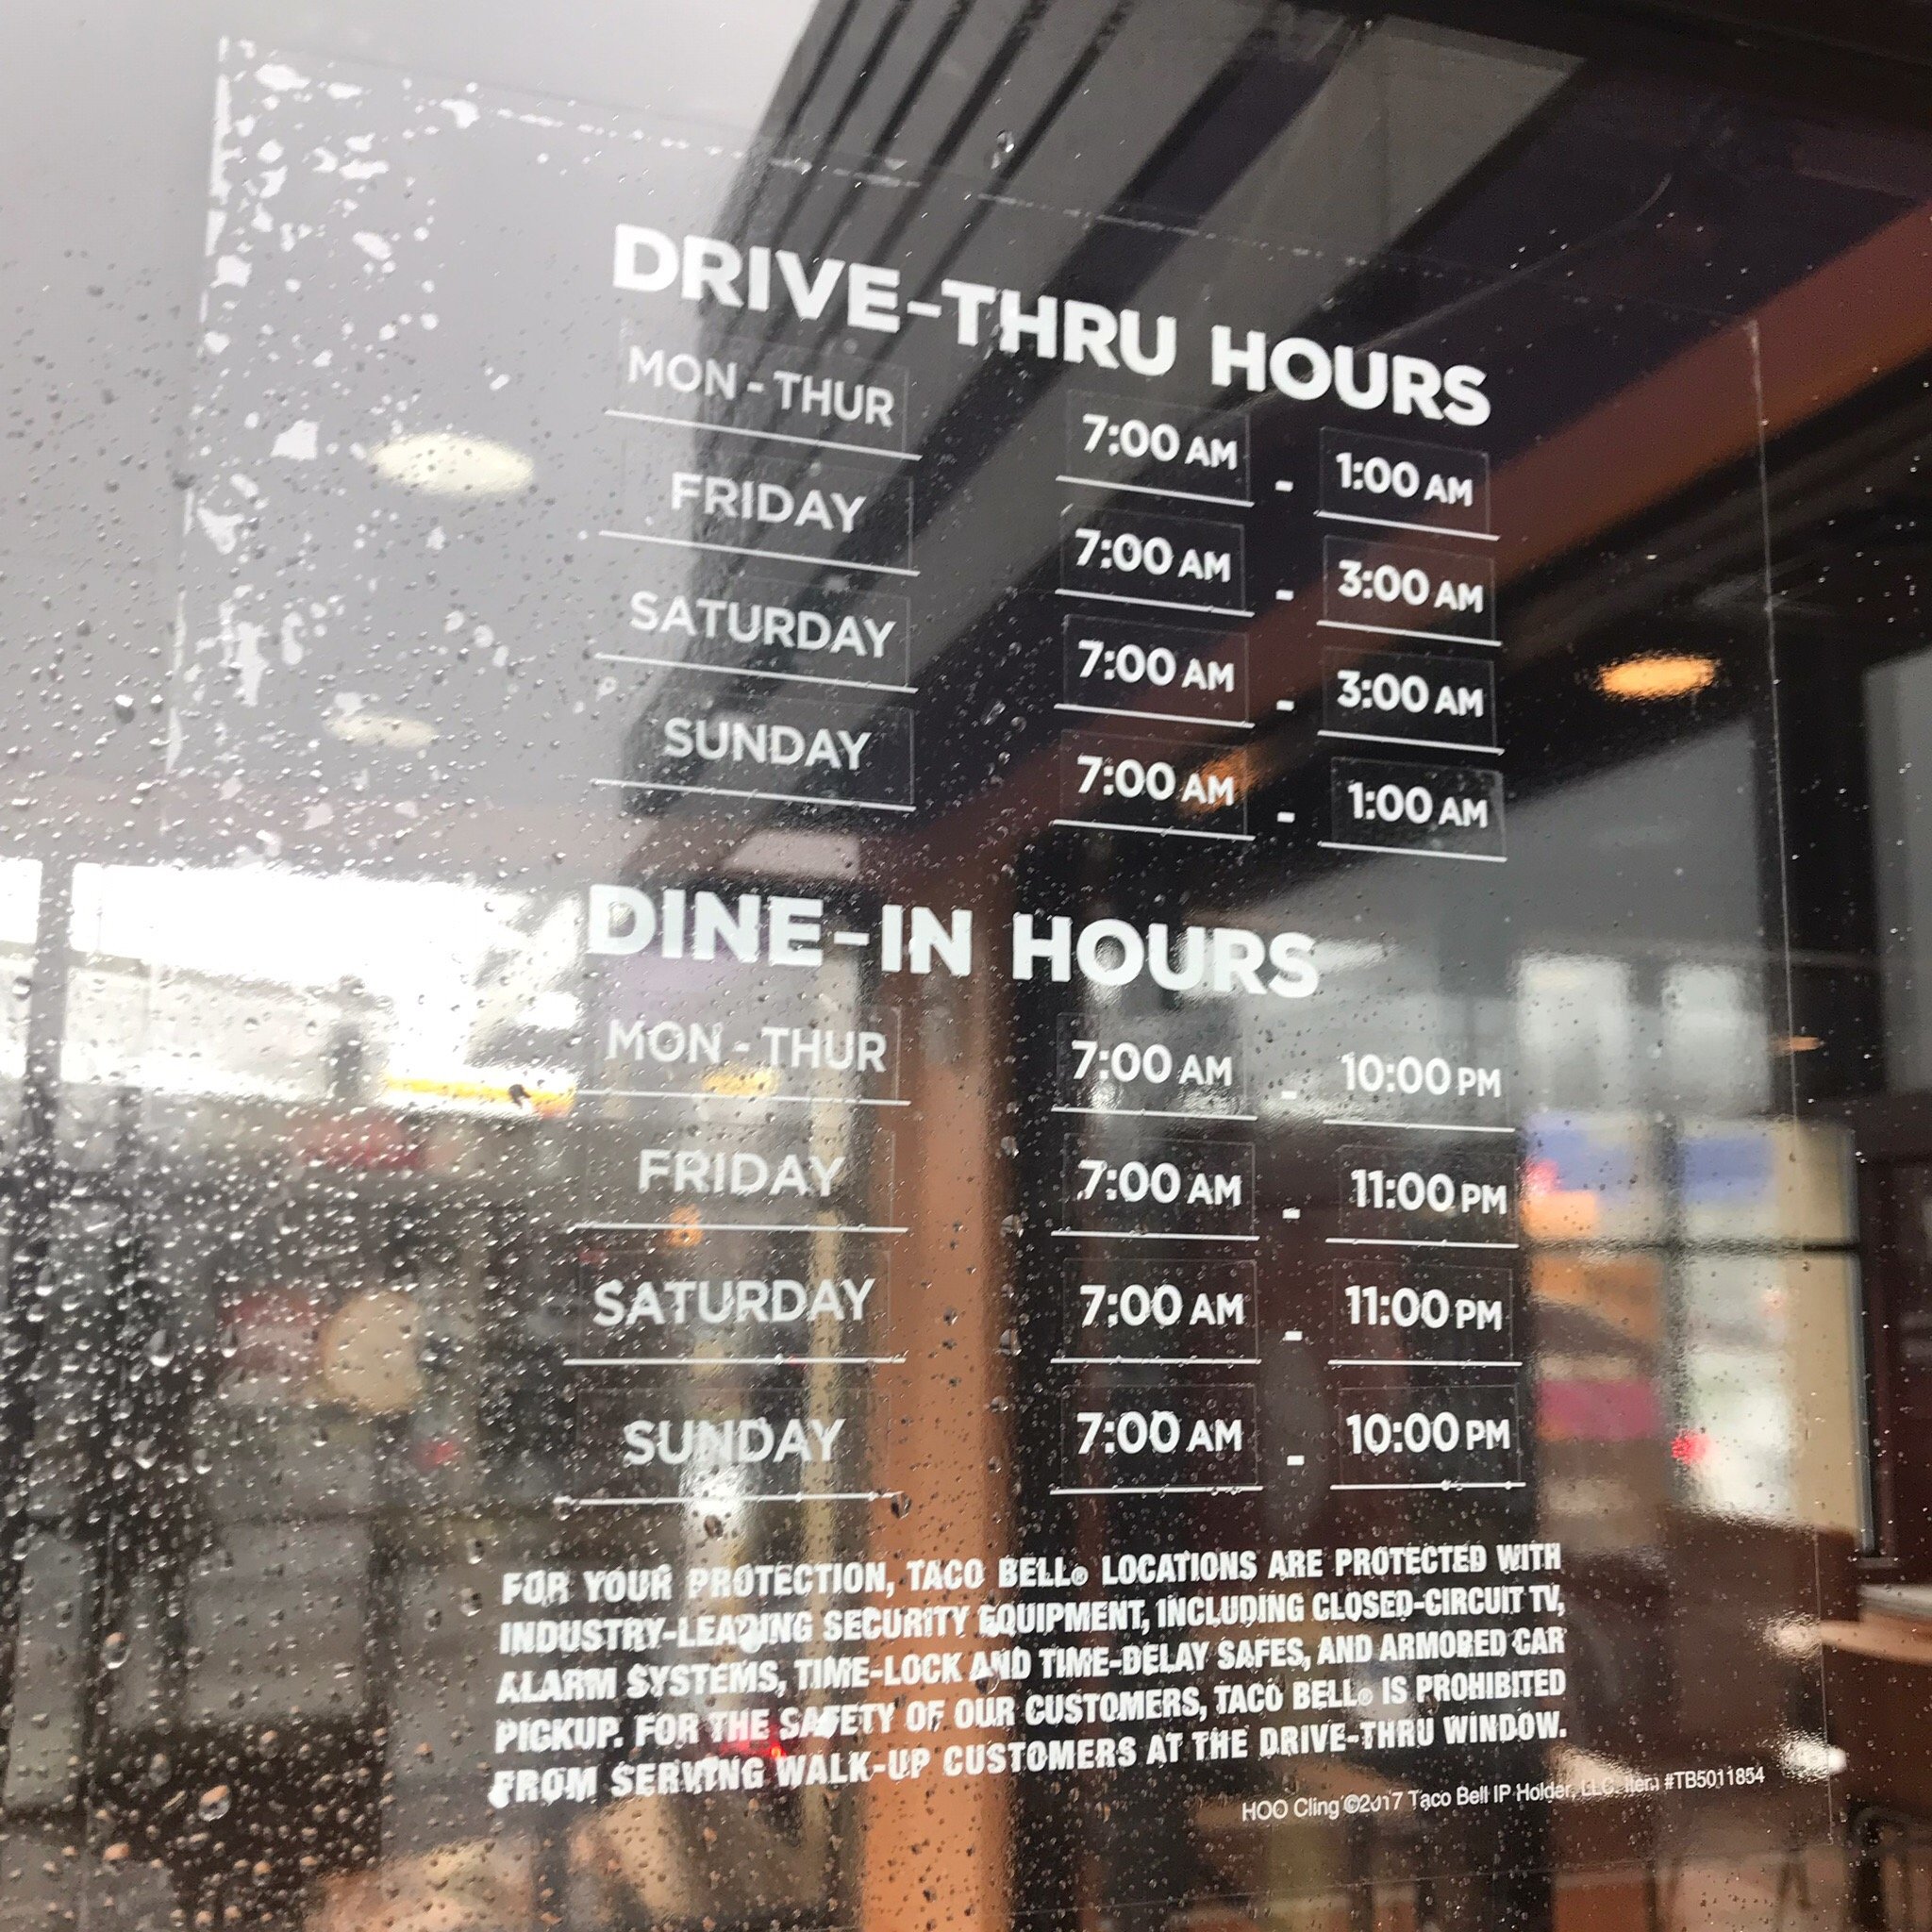 DRIVE-THRU HOURS
MON - THUR 7:00 AM - 1:00 AM
FRIDAY 7:00 AM - 3:00 AM
SATURDAY 7:00 AM - 3:00 AM
SUNDAY 7:00 AM - 1:00 AM
DINE-IN HOURS
MON - THUR 7:00 AM - 10:00 PM
FRIDAY 7:00 AM - 11:00 PM
SATURDAY 7:00 AM - 11:00 PM
SUNDAY 7:00 AM - 10:00 PM
FOR YOUR PROTECTION, TACO BELL® LOCATIONS ARE PROTECTED WITH
INDUSTRY-LEADING SECURITY EQUIPMENT, INCLUDING CLOSED-CIRCUIT TV,
ALARM SYSTEMS, TIME-LOCK AND TIME-DELAY SAFES, AND ARMORED CAR
PICKUP. FOR THE SAFETY OF OUR CUSTOMERS, TACO BELL® IS PROHIBITED
FROM SERVING WALK-UP CUSTOMERS AT THE DRIVE-THRU WINDOW.
HOO Cling ©2017 Taco Bell IP Holder, LLC. Item #TB5011854